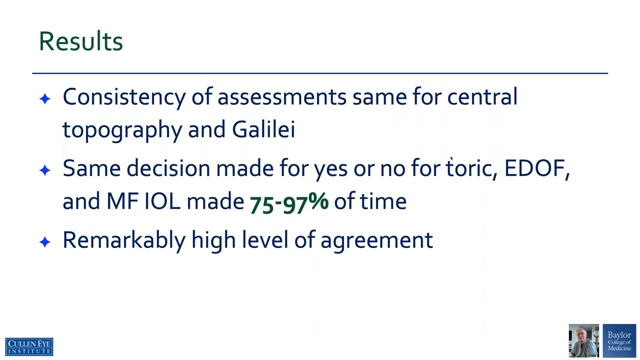 Results
Consistency of assessments same for central
topography and Galilei
Same decision made for yes or no for toric, EDOF,
and MF IOL made 75-97% of time
Remarkably high level of agreement
CULLEN EYE
INSTITUTE
Baylor
College of
Medicine